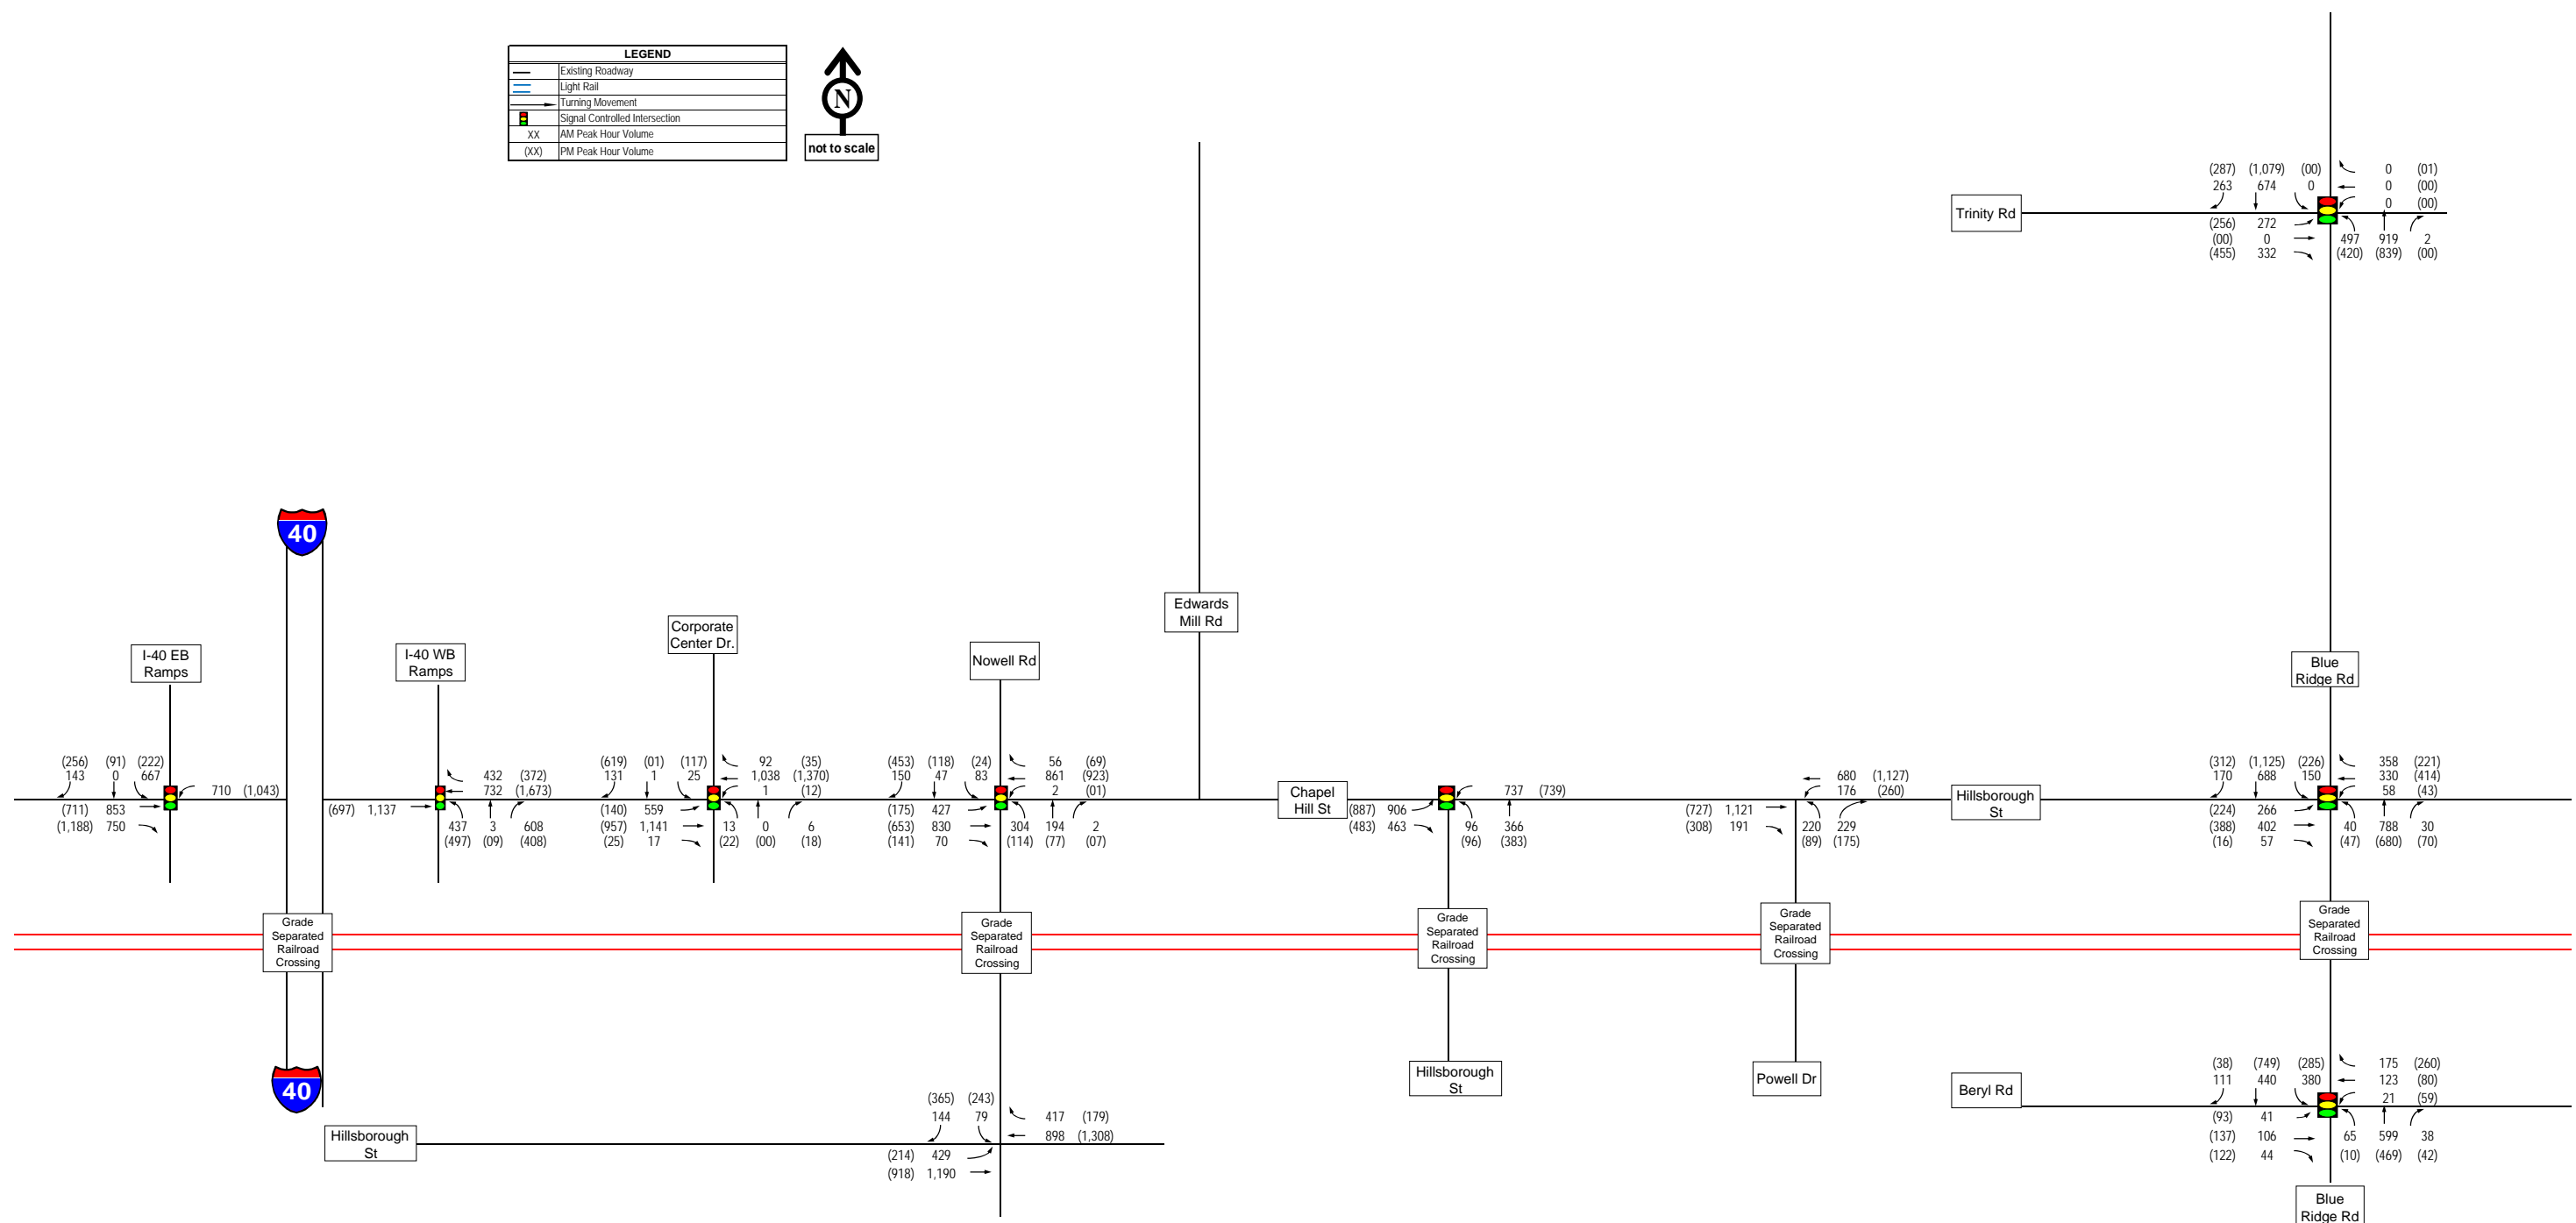 LEGEND
Existing Roadway
Light Rail
Turning Movement
Signal Controlled Intersection
XX AM Peak Hour Volume
(XX) PM Peak Hour Volume
N
not to scale
Trinity Rd
(287) (1,079) (00) 0 (01)
263 674 0 0 (00)
0 (00)
(256) 272
(00) 0 497 919 2
(455) 332 (420) (839) (00)
40
Edwards
Mill Rd
I-40 EB
Ramps
I-40 WB
Ramps
Corporate
Center Dr.
Nowell Rd
Blue
Ridge Rd
(256) (91) (222)
143 0 667
710 (1,043)
(711) 853
(1,188) 750
432 (372)
732 (1,673)
(697) 1,137
437 3 608
(497) (09) (408)
(619) (01) (117) 92 (35)
131 1 25 1,038 (1,370)
1 (12)
(140) 559
(957) 1,141 13 0 6
(25) 17 (22) (00) (18)
(453) (118) (24) 56 (69)
150 47 83 861 (923)
2 (01)
(175) 427
(653) 830 304 194 2
(141) 70 (114) (77) (07)
Chapel
Hill St
737 (739)
(887) 906
(483) 463 96 366
(96) (383)
680 (1,127)
176 (260)
(727) 1,121
(308) 191 220 229
(89) (175)
Hillsborough
St
(312) (1,125) (226) 358 (221)
170 688 150 330 (414)
58 (43)
(224) 266
(388) 402 40 788 30
(16) 57 (47) (680) (70)
Grade
Separated
Railroad
Crossing
Grade
Separated
Railroad
Crossing
Grade
Separated
Railroad
Crossing
Grade
Separated
Railroad
Crossing
Grade
Separated
Railroad
Crossing
40
Hillsborough
St
(365) (243)
144 79 417 (179)
898 (1,308)
(214) 429
(918) 1,190
Hillsborough
St
Powell Dr
Beryl Rd
(38) (749) (285) 175 (260)
111 440 380 123 (80)
21 (59)
(93) 41
(137) 106 65 599 38
(122) 44 (10) (469) (42)
Blue
Ridge Rd